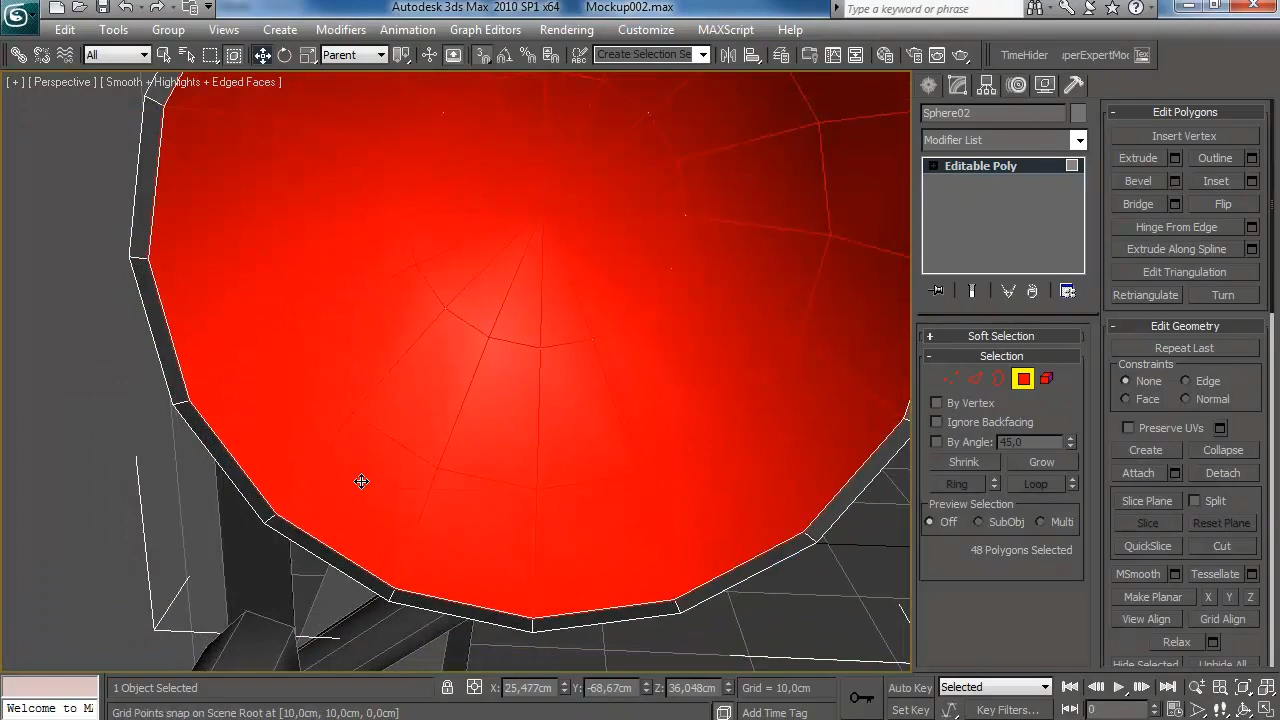 Autodesk 3ds Max 2010 SP1 x64 Mockup002.max
Type a keyword or phrase
Edit Tools Group Views Create Modifiers Animation Graph Editors Rendering Customize MAXScript Help
All Parent Create Selection Se TimeHider perExpertMo Tex
[ + ] [ Perspective ] [ Smooth + Highlights + Edged Faces ]
Sphere02
Modifier List
Editable Poly
+ Soft Selection
- Selection
By Vertex
Ignore Backfacing
By Angle: 45,0
Shrink Grow
Ring Loop
Preview Selection
Off SubObj Multi
48 Polygons Selected
- Edit Polygons
Insert Vertex
Extrude Outline
Bevel Inset
Bridge Flip
Hinge From Edge
Extrude Along Spline
Edit Triangulation
Retriangulate Turn
- Edit Geometry
Repeat Last
Constraints
None Edge
Face Normal
Preserve UVs
Create Collapse
Attach Detach
Slice Plane Split
Slice Reset Plane
QuickSlice Cut
MSmooth Tessellate
Make Planar X Y Z
View Align Grid Align
Relax
Hide Selected Unhide All
1 Object Selected X: 25,477cm Y: -68,67cm Z: 36,048cm Grid = 10,0cm Auto Key Selected
Welcome to M Grid Points snap on Scene Root at [10,0cm, 10,0cm, 0,0cm] Add Time Tag Set Key Key Filters... 0